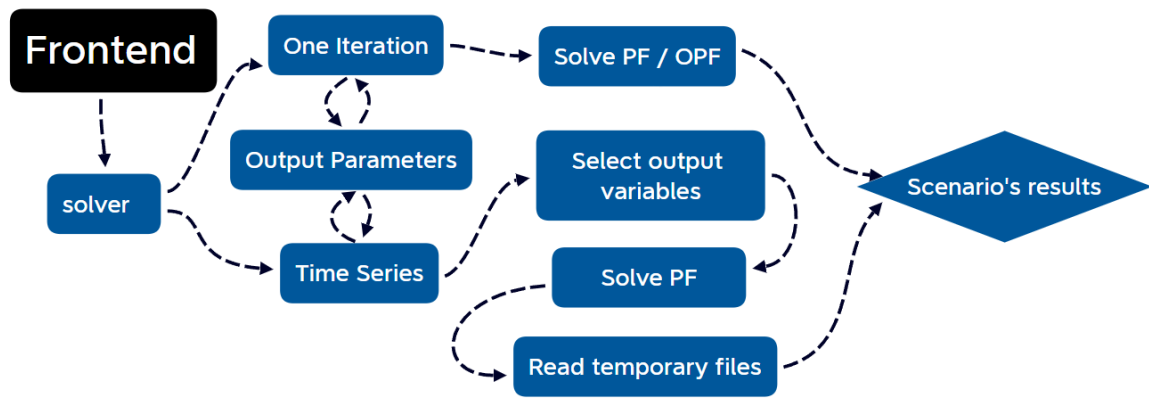 Frontend
One Iteration
Solve PF / OPF
Output Parameters
Select output
variables
solver
Scenario's results
Time Series
Solve PF
Read temporary files